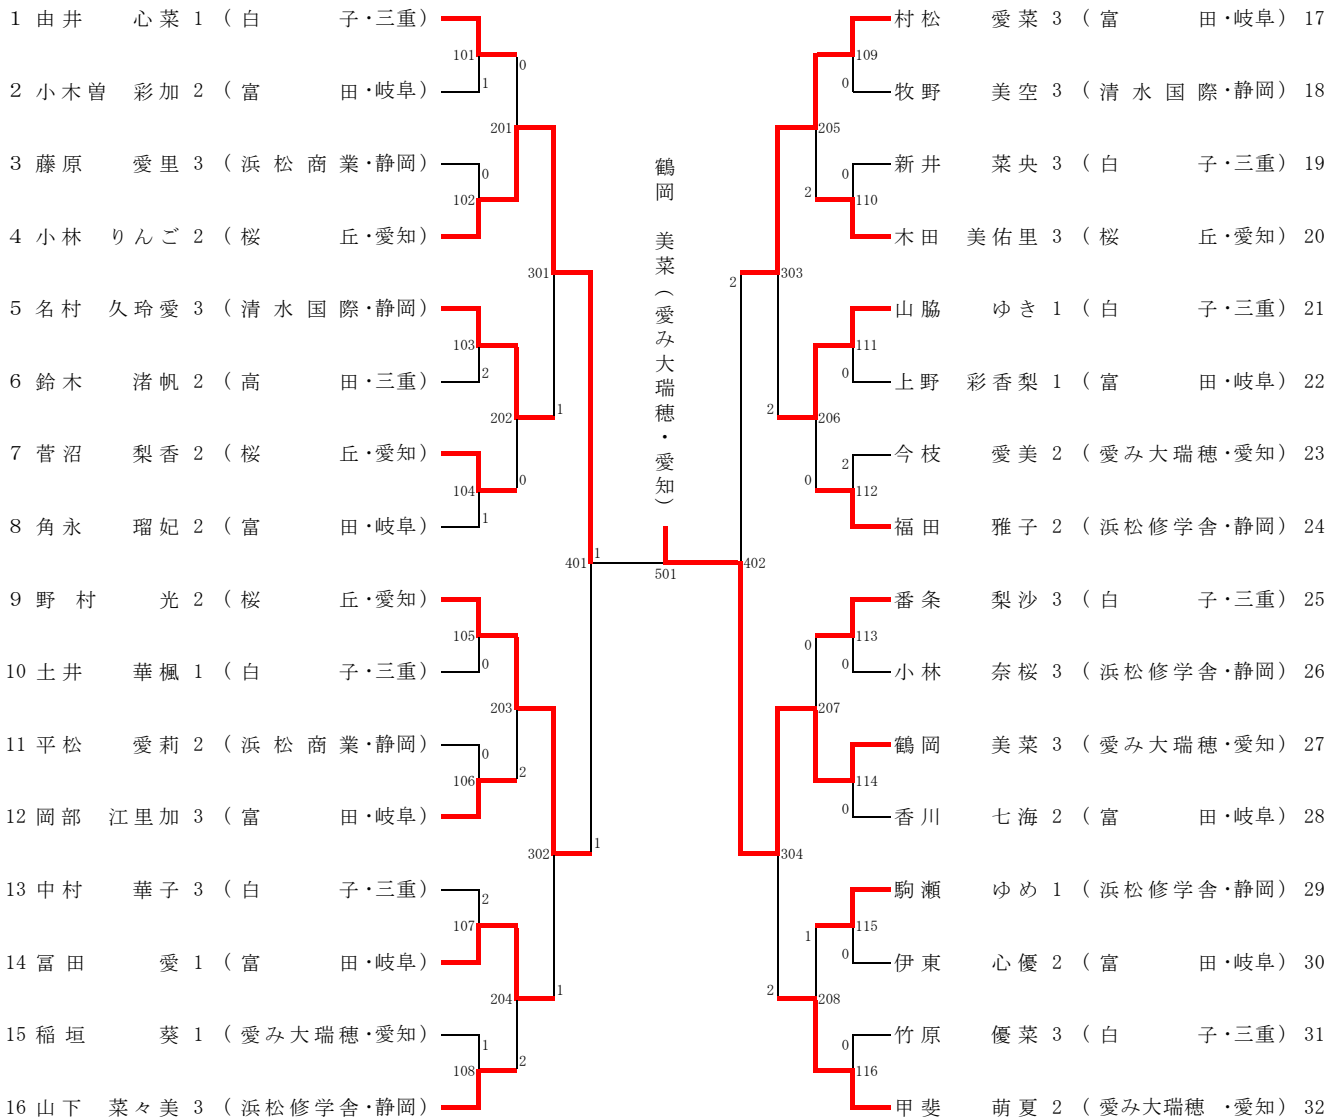 1 由井 心菜 1 (白 子・三重)
101
1
0
2 小木曽 彩加 2 (富 田・岐阜)
201
3 藤原 愛里 3 (浜松商業・静岡)
0
102
4 小林 りんご 2 (桜 丘・愛知)
301
5 名村 久玲愛 3 (清水国際・静岡)
103
2
6 鈴木 渚帆 2 (高 田・三重)
202
1
7 菅沼 梨香 2 (桜 丘・愛知)
0
104
1
8 角永 瑠妃 2 (富 田・岐阜)
401
1
9 野村 光 2 (桜 丘・愛知)
105
0
10 土井 華楓 1 (白 子・三重)
203
11 平松 愛莉 2 (浜松商業・静岡)
0
2
106
12 岡部 江里加 3 (富 田・岐阜)
302
1
13 中村 華子 3 (白 子・三重)
2
107
14 冨田 愛 1 (富 田・岐阜)
204
1
15 稲垣 葵 1 (愛み大瑞穂・愛知)
1
2
108
16 山下 菜々美 3 (浜松修学舎・静岡)
鶴岡 美菜(愛み大瑞穂・愛知)
501
村松 愛菜 3 (富 田・岐阜) 17
109
0
牧野 美空 3 (清水国際・静岡) 18
205
新井 菜央 3 (白 子・三重) 19
0
2
110
木田 美佑里 3 (桜 丘・愛知) 20
2
303
山脇 ゆき 1 (白 子・三重) 21
111
0
上野 彩香梨 1 (富 田・岐阜) 22
2
206
今枝 愛美 2 (愛み大瑞穂・愛知) 23
2
0
112
福田 雅子 2 (浜松修学舎・静岡) 24
402
番条 梨沙 3 (白 子・三重) 25
0
113
0
小林 奈桜 3 (浜松修学舎・静岡) 26
207
鶴岡 美菜 3 (愛み大瑞穂・愛知) 27
114
0
香川 七海 2 (富 田・岐阜) 28
304
駒瀬 ゆめ 1 (浜松修学舎・静岡) 29
1
115
0
伊東 心優 2 (富 田・岐阜) 30
2
208
竹原 優菜 3 (白 子・三重) 31
0
116
甲斐 萌夏 2 (愛み大瑞穂・愛知) 32